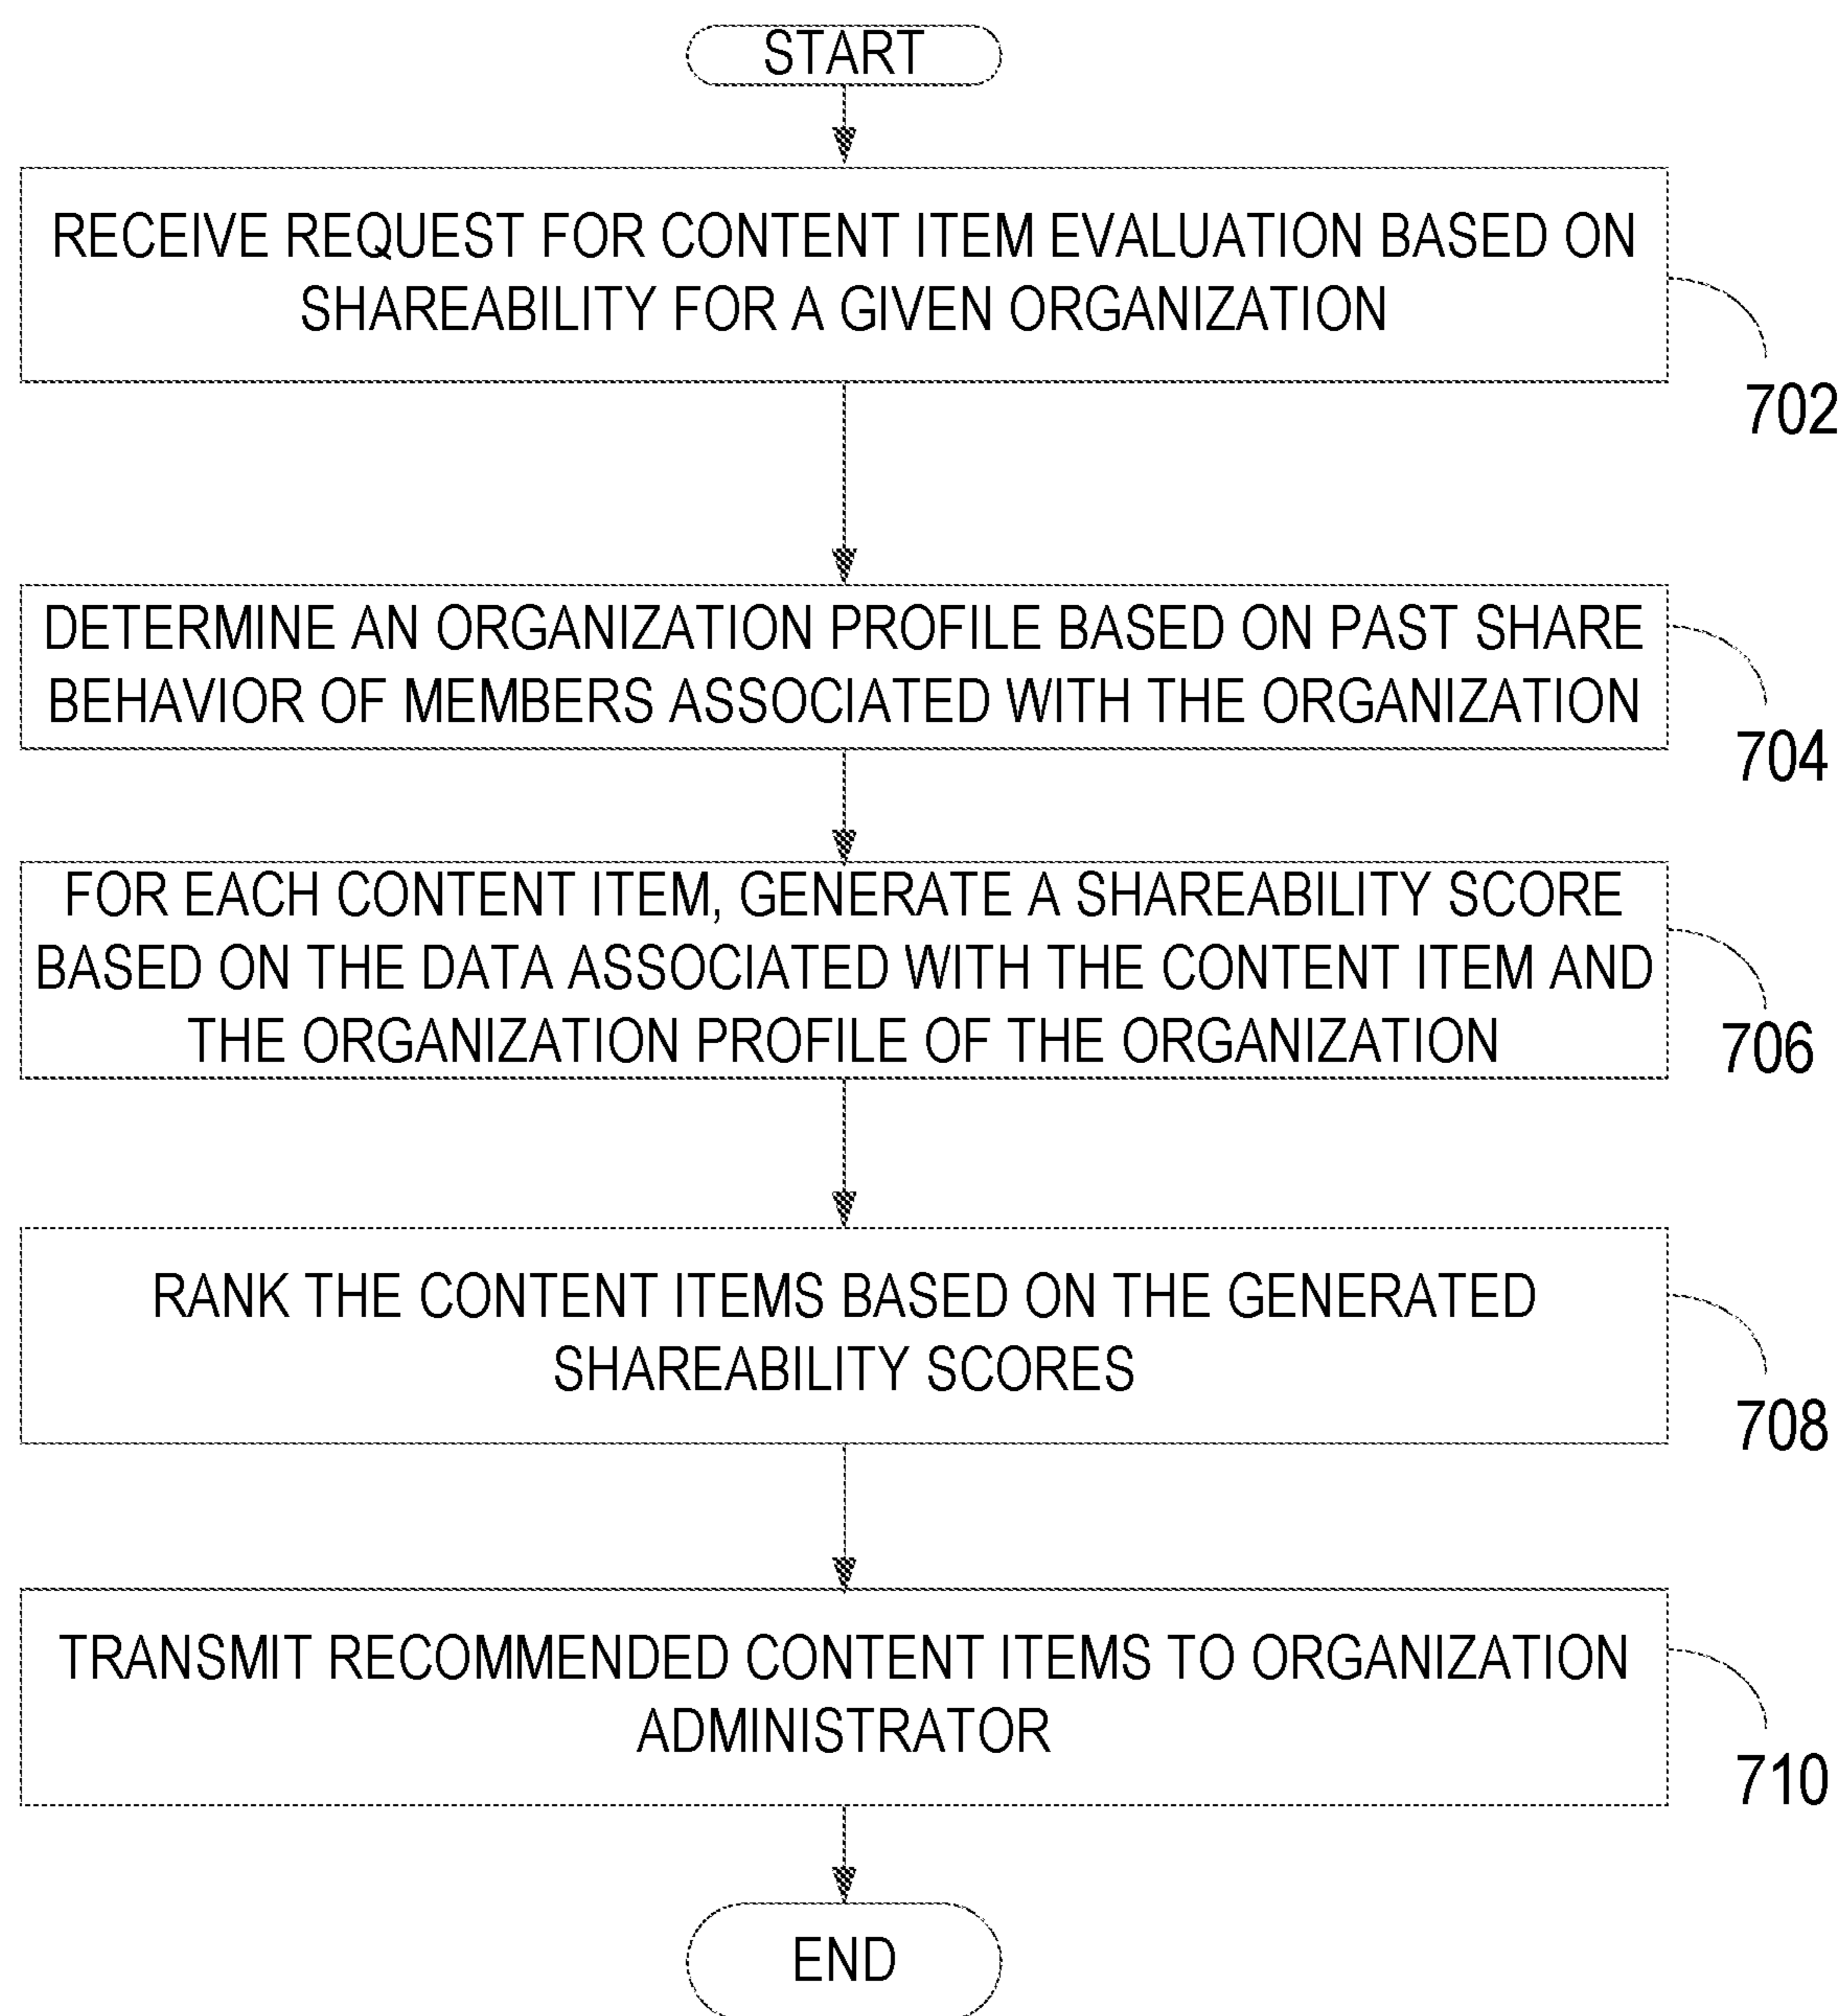 START
RECEIVE REQUEST FOR CONTENT ITEM EVALUATION BASED ON
SHAREABILITY FOR A GIVEN ORGANIZATION
702
DETERMINE AN ORGANIZATION PROFILE BASED ON PAST SHARE
BEHAVIOR OF MEMBERS ASSOCIATED WITH THE ORGANIZATION
704
FOR EACH CONTENT ITEM, GENERATE A SHAREABILITY SCORE
BASED ON THE DATA ASSOCIATED WITH THE CONTENT ITEM AND
THE ORGANIZATION PROFILE OF THE ORGANIZATION
706
RANK THE CONTENT ITEMS BASED ON THE GENERATED
SHAREABILITY SCORES
708
TRANSMIT RECOMMENDED CONTENT ITEMS TO ORGANIZATION
ADMINISTRATOR
710
END